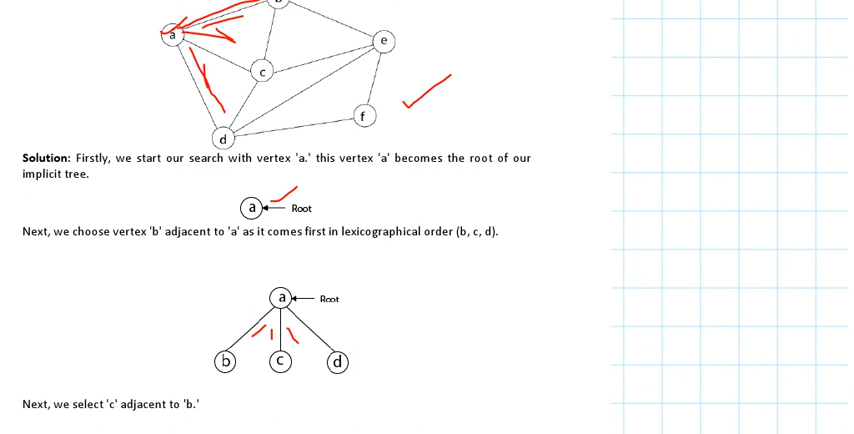 b
a
e
c
f
d
Solution: Firstly, we start our search with vertex 'a.' this vertex 'a' becomes the root of our
implicit tree.
a Root
Next, we choose vertex 'b' adjacent to 'a' as it comes first in lexicographical order (b, c, d).
a Root
b c d
Next, we select 'c' adjacent to 'b.'